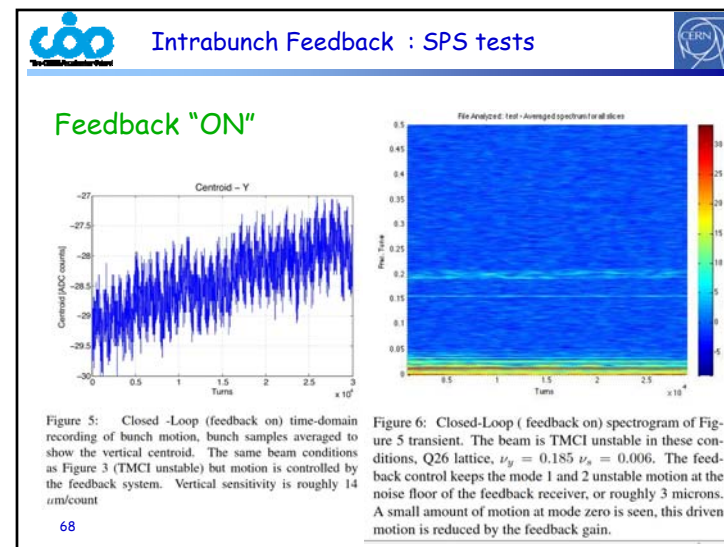 Intrabunch Feedback : SPS tests
CERN
Feedback "ON"
Centroid – Y
Centroid [ADC counts]
-27
-27.5
-28
-28.5
-29
-29.5
-30
0 0.5 1 1.5 2 2.5 3
Turns
x 10
Figure 5: Closed -Loop (feedback on) time-domain
recording of bunch motion, bunch samples averaged to
show the vertical centroid. The same beam conditions
as Figure 3 (TMCI unstable) but motion is controlled by
the feedback system. Vertical sensitivity is roughly 14
um/count
File Analyzed: test - Averaged spectrum for all slices
Frac. Tune
0.5
0.45
0.4
0.35
0.3
0.25
0.2
0.15
0.1
0.05
0
0.5 1 1.5 2 2.5
Turns
x 10
30
25
20
15
10
5
0
-5
Figure 6: Closed-Loop ( feedback on) spectrogram of Fig-
ure 5 transient. The beam is TMCI unstable in these con-
ditions, Q26 lattice, νy = 0.185 νs = 0.006. The feed-
back control keeps the mode 1 and 2 unstable motion at the
noise floor of the feedback receiver, or roughly 3 microns.
A small amount of motion at mode zero is seen, this driven
motion is reduced by the feedback gain.
68